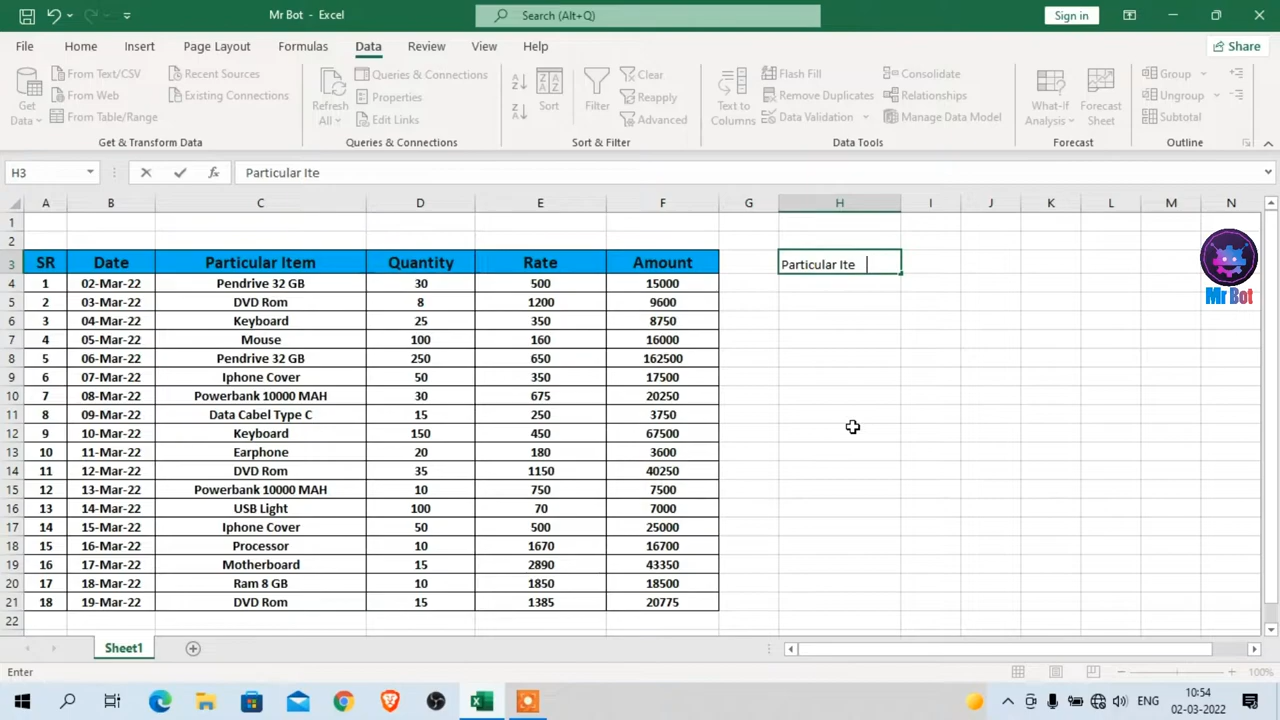 Mr Bot - Excel
Search (Alt+Q)
Sign in
File Home Insert Page Layout Formulas Data Review View Help
Share
Get Data
From Text/CSV
From Web
From Table/Range
Recent Sources
Existing Connections
Get & Transform Data
Refresh All
Queries & Connections
Properties
Edit Links
Queries & Connections
Sort
Filter
Clear
Reapply
Advanced
Sort & Filter
Text to Columns
Flash Fill
Remove Duplicates
Data Validation
Consolidate
Relationships
Manage Data Model
Data Tools
What-If Analysis
Forecast Sheet
Forecast
Group
Ungroup
Subtotal
Outline
H3 fx Particular Ite
A B C D E F G H I J K L M N
1
2
3 SR Date Particular Item Quantity Rate Amount Particular Ite
4 1 02-Mar-22 Pendrive 32 GB 30 500 15000
5 2 03-Mar-22 DVD Rom 8 1200 9600
6 3 04-Mar-22 Keyboard 25 350 8750
7 4 05-Mar-22 Mouse 100 160 16000
8 5 06-Mar-22 Pendrive 32 GB 250 650 162500
9 6 07-Mar-22 Iphone Cover 50 350 17500
10 7 08-Mar-22 Powerbank 10000 MAH 30 675 20250
11 8 09-Mar-22 Data Cabel Type C 15 250 3750
12 9 10-Mar-22 Keyboard 150 450 67500
13 10 11-Mar-22 Earphone 20 180 3600
14 11 12-Mar-22 DVD Rom 35 1150 40250
15 12 13-Mar-22 Powerbank 10000 MAH 10 750 7500
16 13 14-Mar-22 USB Light 100 70 7000
17 14 15-Mar-22 Iphone Cover 50 500 25000
18 15 16-Mar-22 Processor 10 1670 16700
19 16 17-Mar-22 Motherboard 15 2890 43350
20 17 18-Mar-22 Ram 8 GB 10 1850 18500
21 18 19-Mar-22 DVD Rom 15 1385 20775
22
Mr Bot
Sheet1
Enter
100%
ENG
10:54
02-03-2022